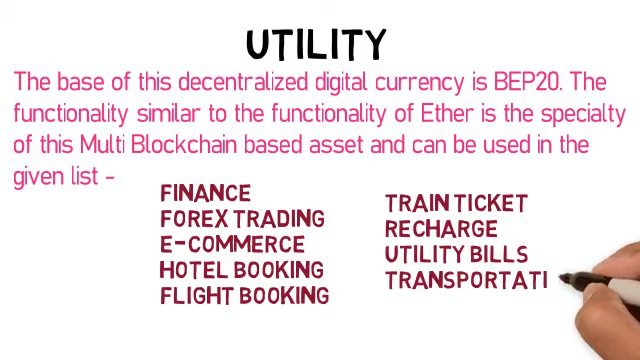 UTILITY
The base of this decentralized digital currency is BEP20. The
functionality similar to the functionality of Ether is the specialty
of this Multi Blockchain based asset and can be used in the
given list -
FINANCE
FOREX TRADING
E-COMMERCE
HOTEL BOOKING
FLIGHT BOOKING
TRAIN TICKET
RECHARGE
UTILITY BILLS
TRANSPORTATI